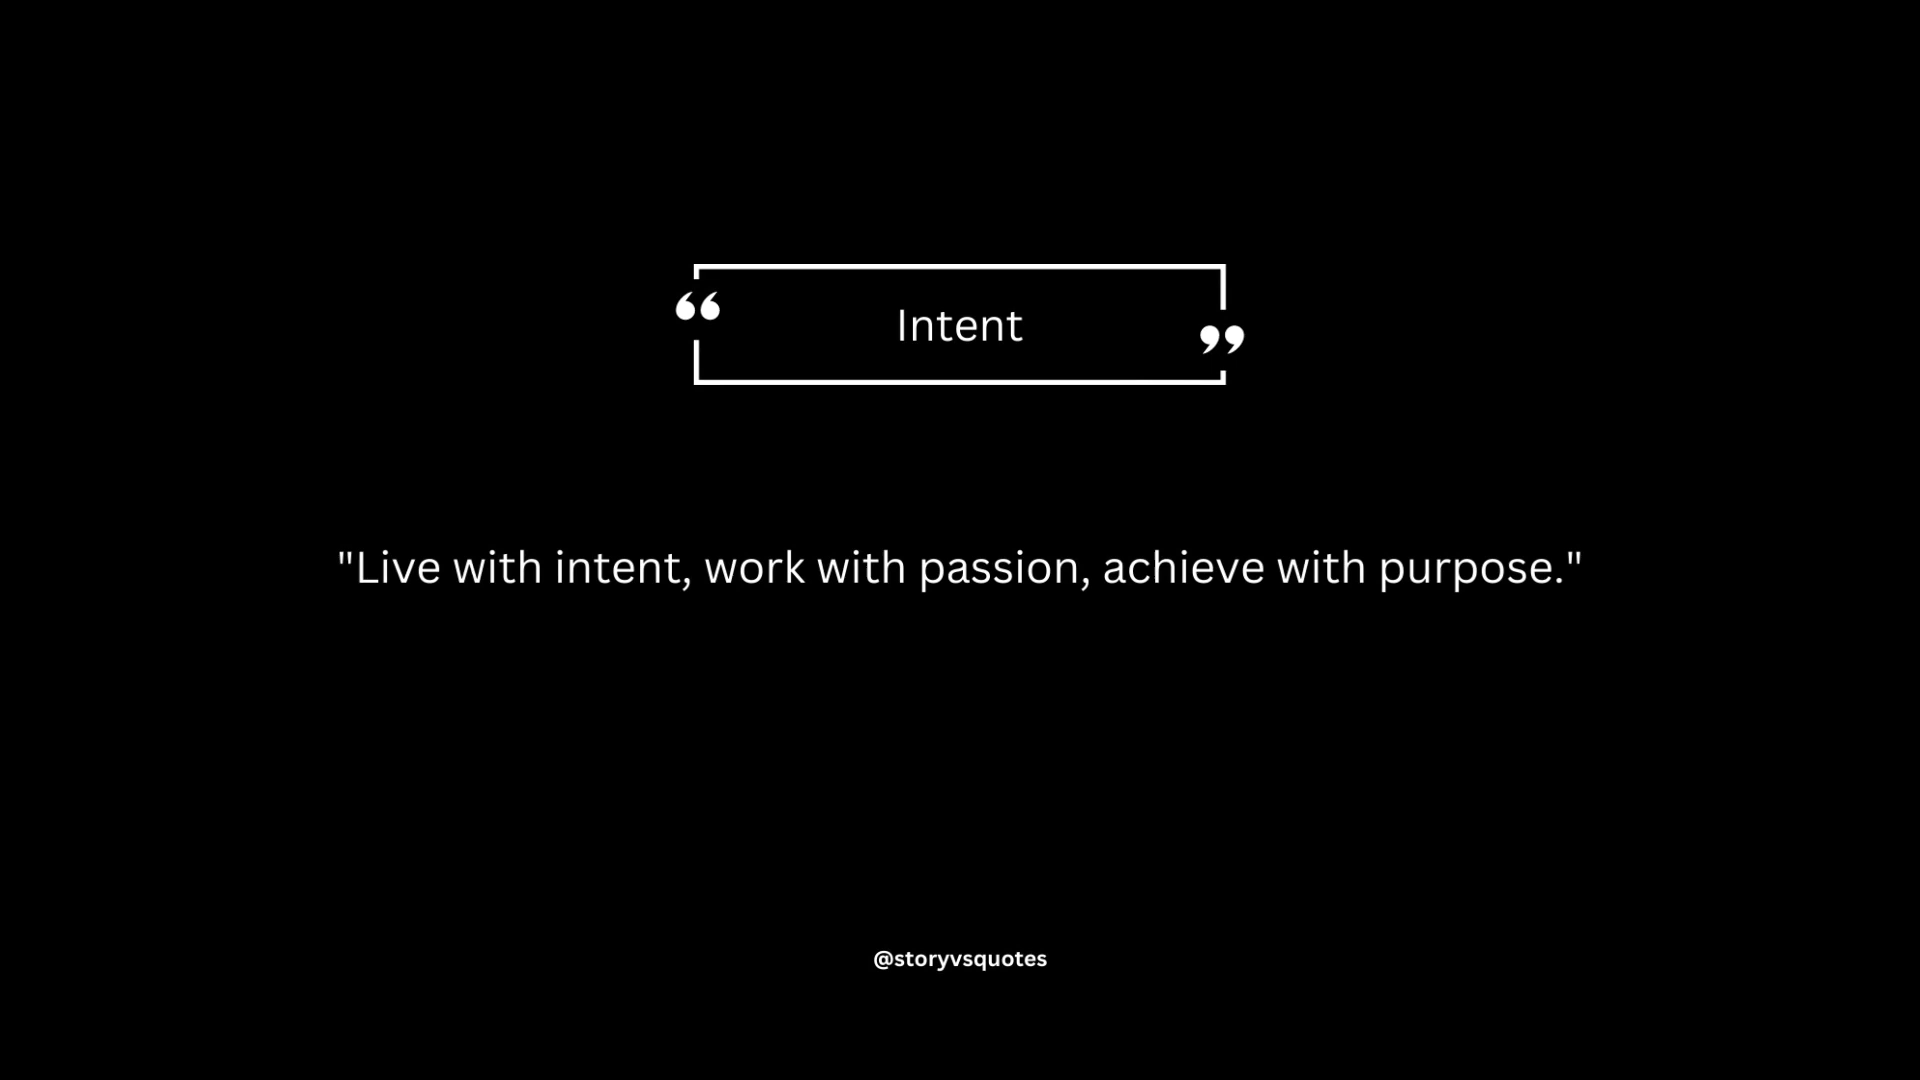 Intent
"Live with intent, work with passion, achieve with purpose."
@storyvsquotes